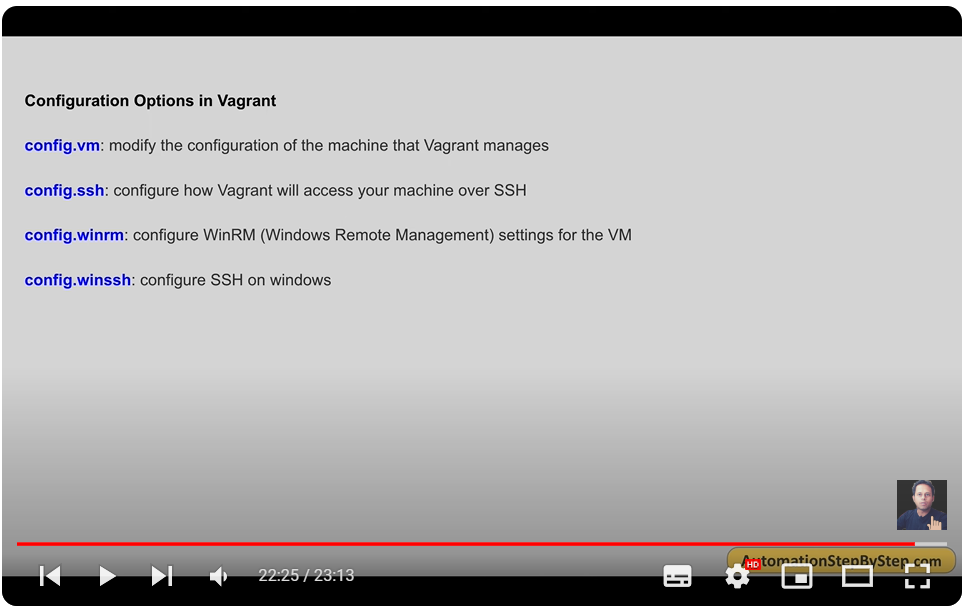 Configuration Options in Vagrant
config.vm: modify the configuration of the machine that Vagrant manages
config.ssh: configure how Vagrant will access your machine over SSH
config.winrm: configure WinRM (Windows Remote Management) settings for the VM
config.winssh: configure SSH on windows
AutomationStepByStep.com
22:25 / 23:13
HD